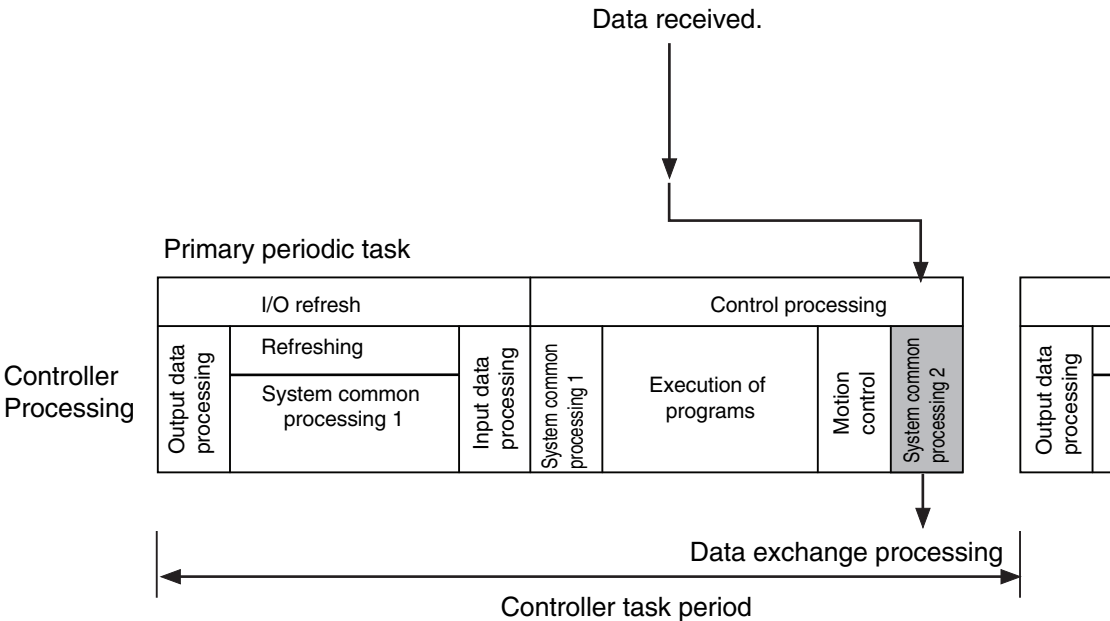 Data received.
Primary periodic task
I/O refresh
Control processing
Controller
Processing
Output data
processing
Refreshing
System common
processing 1
Input data
processing
System common
processing 1
Execution of
programs
Motion
control
System common
processing 2
Output data
processing
Data exchange processing
Controller task period